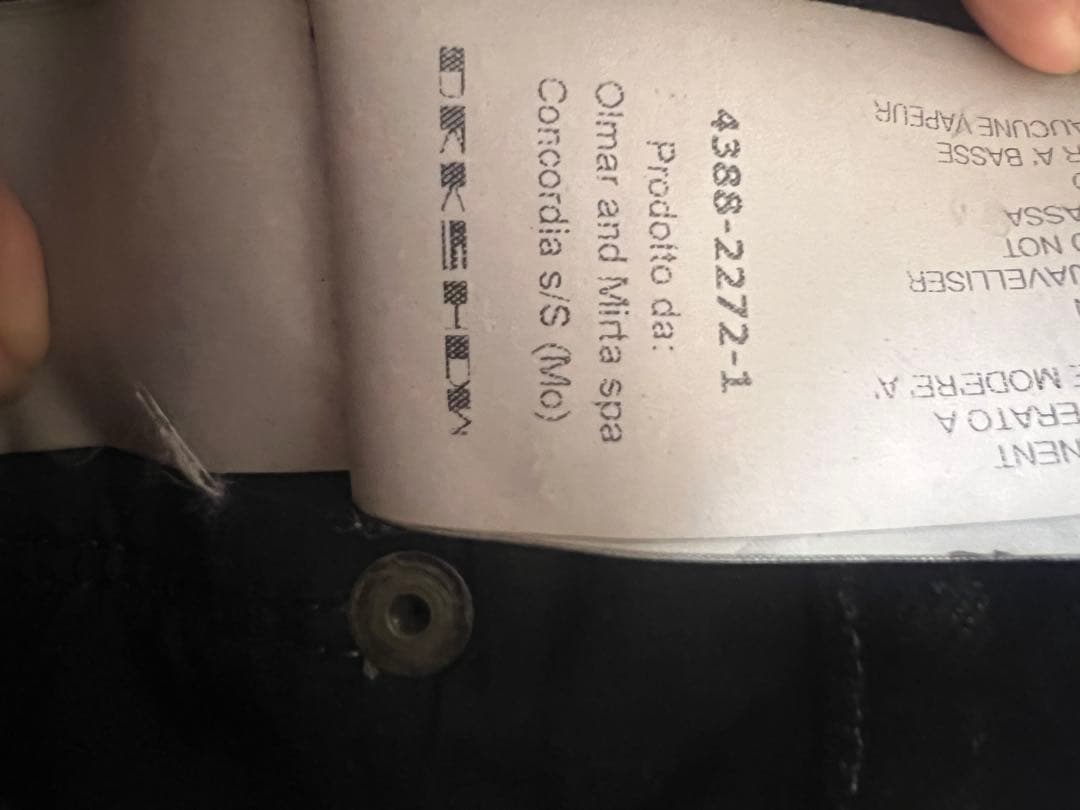 4388-2272-1
Prodotto da:
Olmar and Mirta spa
Concordia s/S (Mo)
DRKSHDW
NENT
ERATO A
E MODERE' A'
JAVELLISER
NOT
ASSA
R A' BASSE
AUCUNE VAPEUR